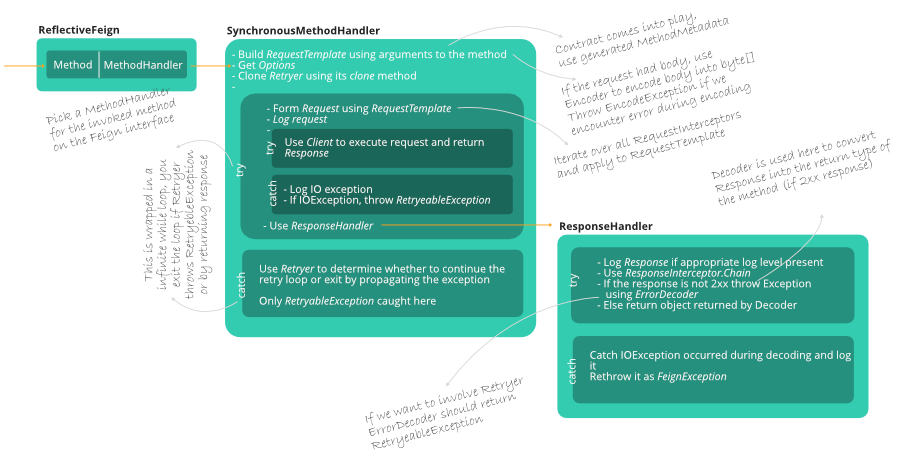 ReflectiveFeign
Method
MethodHandler
Pick a MethodHandler
for the invoked method
on the Feign interface
SynchronousMethodHandler
- Build RequestTemplate using arguments to the method
- Get Options
- Clone Retryer using its clone method
-
try
- Form Request using RequestTemplate
- Log request
-
try
Use Client to execute request and return
Response
catch
- Log IO exception
- If IOException, throw RetryeableException
- Use ResponseHandler
catch
Use Retryer to determine whether to continue the
retry loop or exit by propagating the exception
Only RetryableException caught here
This is wrapped in a
infinite while loop, you
exit the loop if Retryer
throws RetryebleException
or by returning response
Contract comes into play,
use generated MethodMetadata
If the request had body, use
Encoder to encode body into byte[]
Throw EncodeException if we
encounter error during encoding
Iterate over all RequestInterceptors
and apply to RequestTemplate
Decoder is used here to convert
Response into the return type of
the method (if 2xx response)
ResponseHandler
try
- Log Response if appropriate log level present
- Use ResponseInterceptor.Chain
- If the response is not 2xx throw Exception
using ErrorDecoder
- Else return object returned by Decoder
catch
Catch IOException occurred during decoding and log
it
Rethrow it as FeignException
If we want to involve Retryer
ErrorDecoder should return
RetryeableException